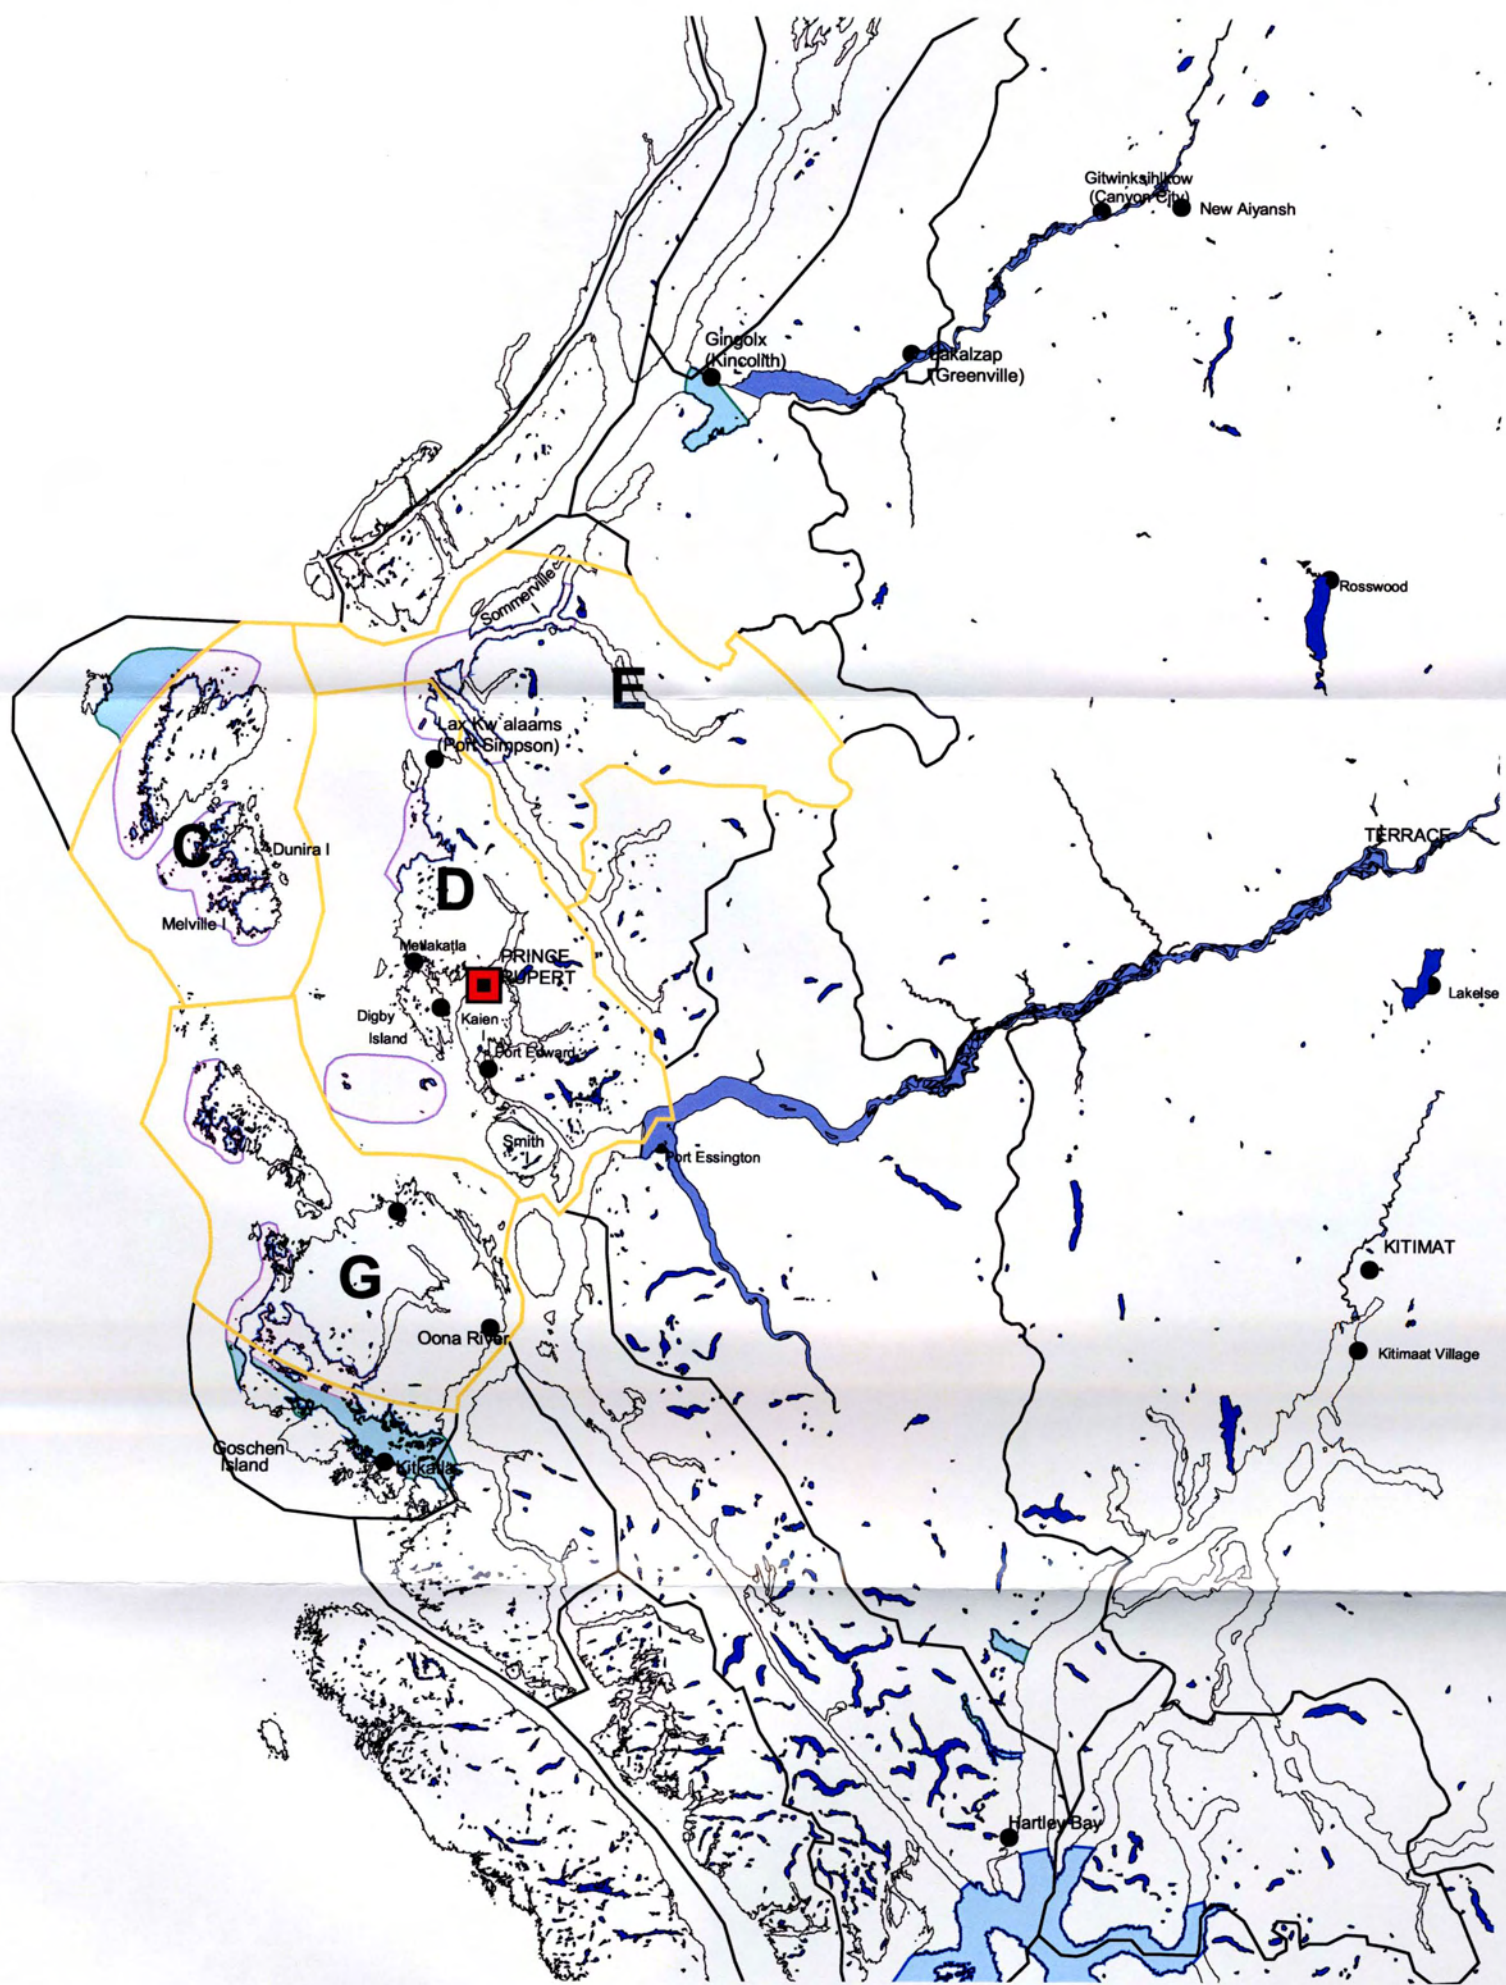 Gitwinksihlkow
(Canyon City)
New Aiyansh
Gingolx
(Kincolith)
Lakalzap
(Greenville)
Rosswood
Sommerville
I
E
Lax Kw alaams
(Port Simpson)
C
Dunira I
TERRACE
D
Melville I
Metlakatla
PRINCE
RUPERT
Lakelse
Digby
Island
Kaien
I
Port Edward
Smith
I
Port Essington
KITIMAT
G
Oona River
Kitimaat Village
Goschen
Island
Kitkatla
Hartley Bay